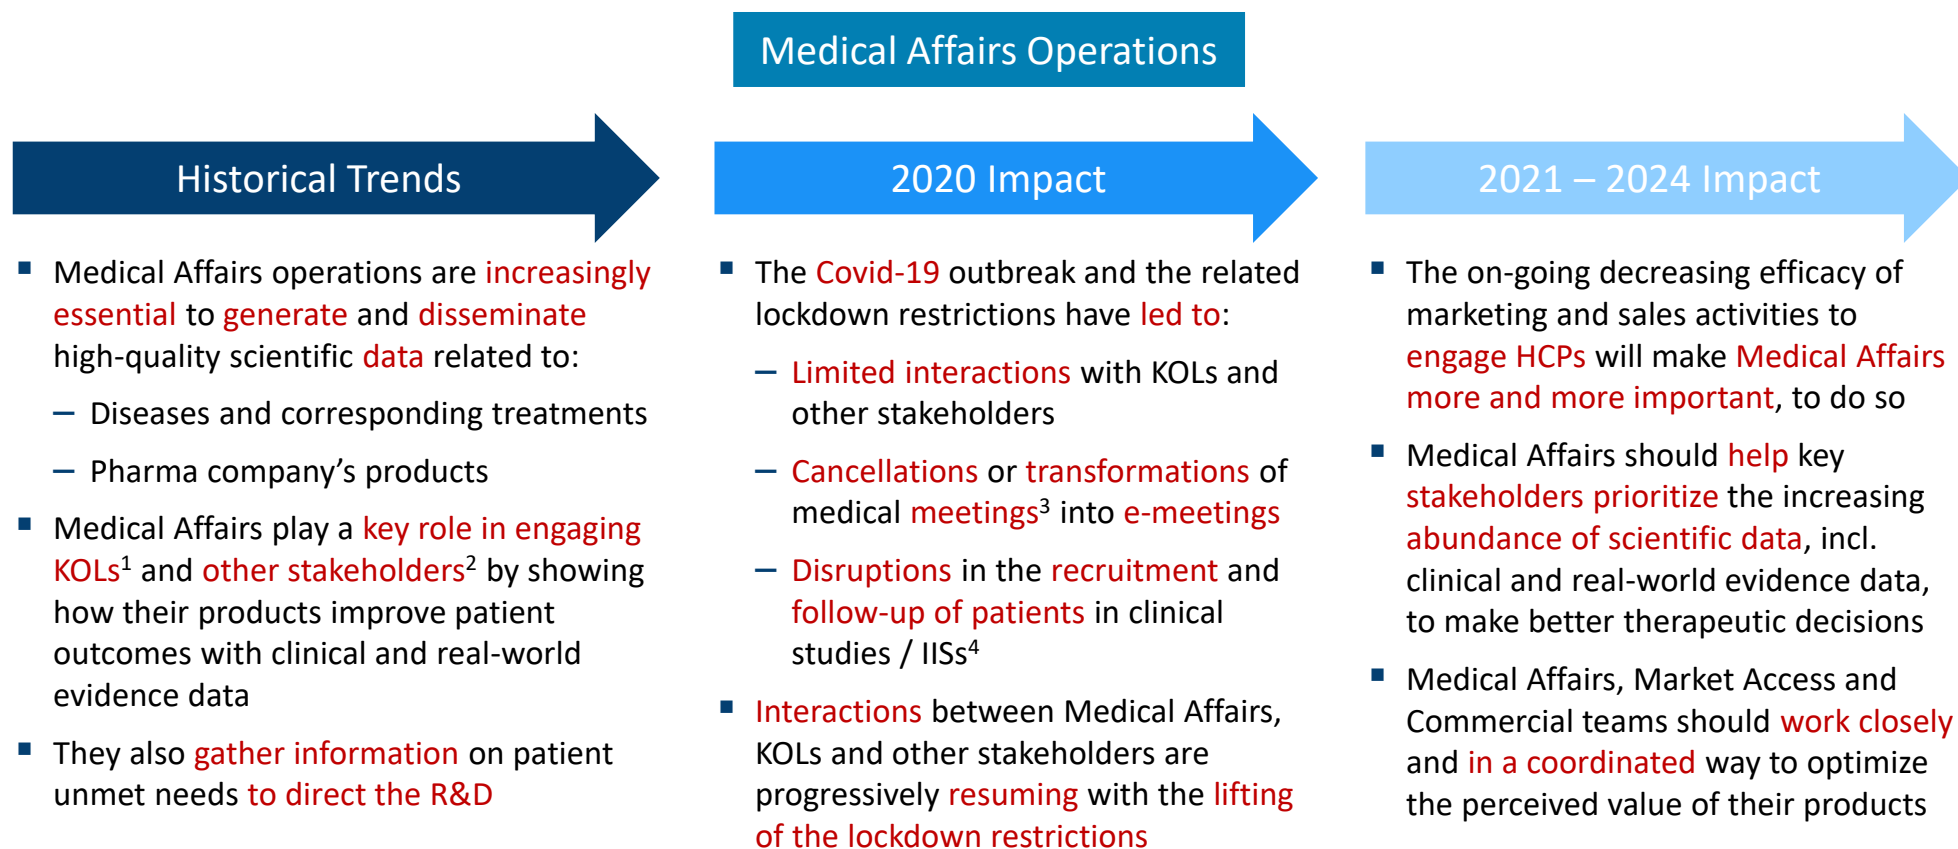 Medical Affairs Operations
Historical Trends
▪ Medical Affairs operations are increasingly
essential to generate and disseminate
high-quality scientific data related to:
– Diseases and corresponding treatments
– Pharma company's products
▪ Medical Affairs play a key role in engaging
KOLs¹ and other stakeholders² by showing
how their products improve patient
outcomes with clinical and real-world
evidence data
▪ They also gather information on patient
unmet needs to direct the R&D
2020 Impact
▪ The Covid-19 outbreak and the related
lockdown restrictions have led to:
– Limited interactions with KOLs and
other stakeholders
– Cancellations or transformations of
medical meetings³ into e-meetings
– Disruptions in the recruitment and
follow-up of patients in clinical
studies / IISs⁴
▪ Interactions between Medical Affairs,
KOLs and other stakeholders are
progressively resuming with the lifting
of the lockdown restrictions
2021 – 2024 Impact
▪ The on-going decreasing efficacy of
marketing and sales activities to
engage HCPs will make Medical Affairs
more and more important, to do so
▪ Medical Affairs should help key
stakeholders prioritize the increasing
abundance of scientific data, incl.
clinical and real-world evidence data,
to make better therapeutic decisions
▪ Medical Affairs, Market Access and
Commercial teams should work closely
and in a coordinated way to optimize
the perceived value of their products